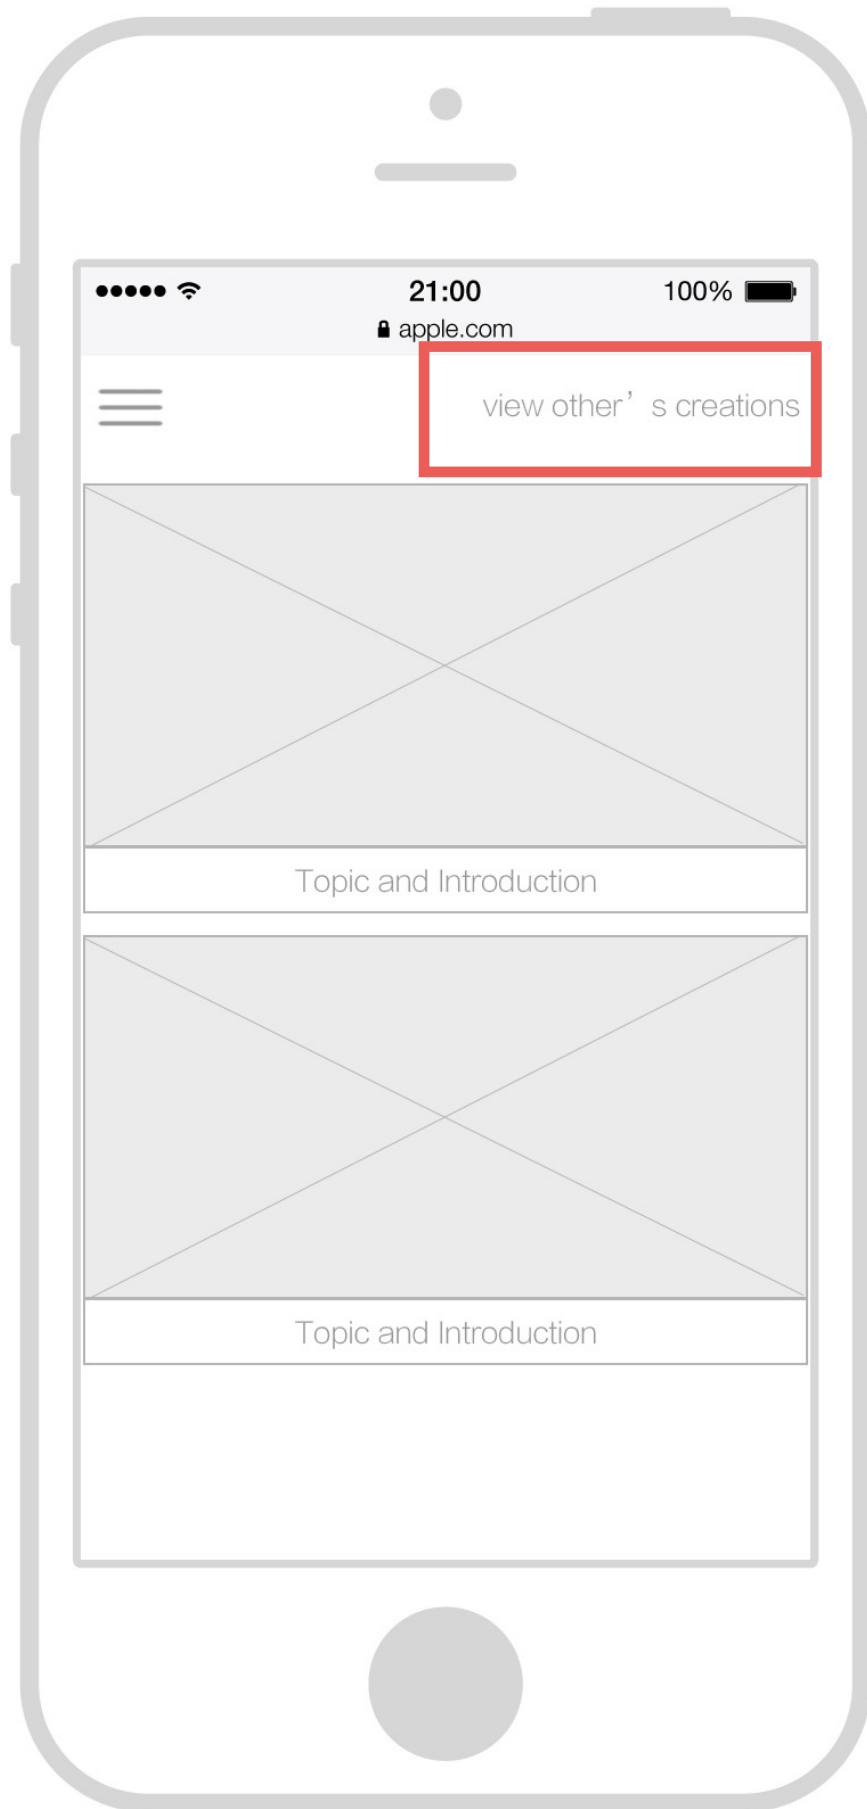 21:00 100%
apple.com
view other’ s creations
Topic and Introduction
Topic and Introduction